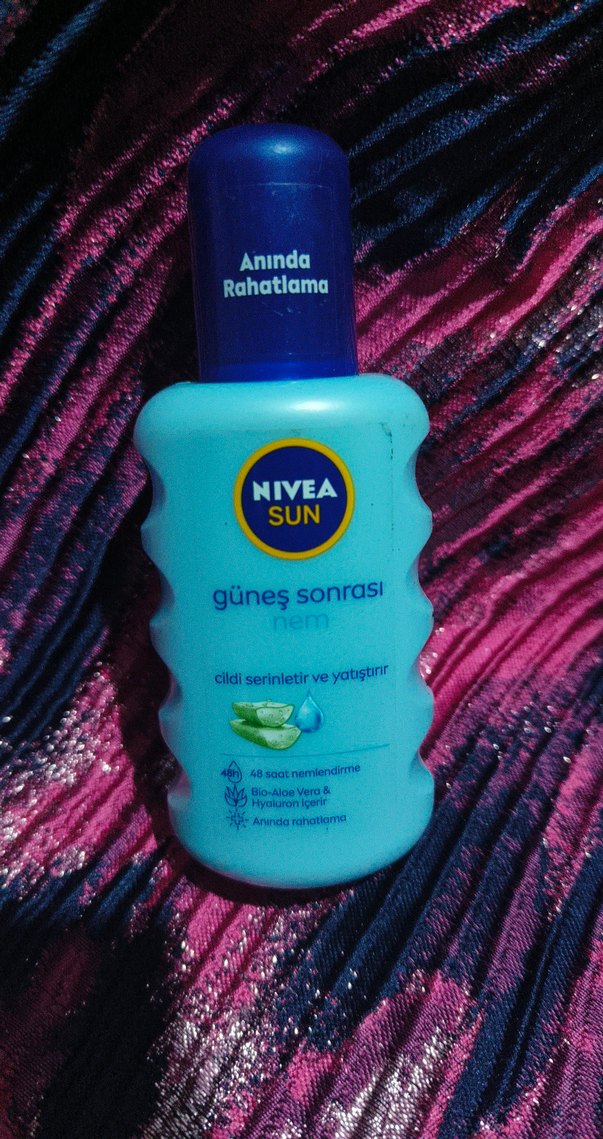 Anında
Rahatlama
NIVEA
SUN
güneş sonrası
nem
cildi serinletir ve yatıştırır
48h 48 saat nemlendirme
Bio-Aloe Vera &
Hyaluron İçerir
Anında rahatlama